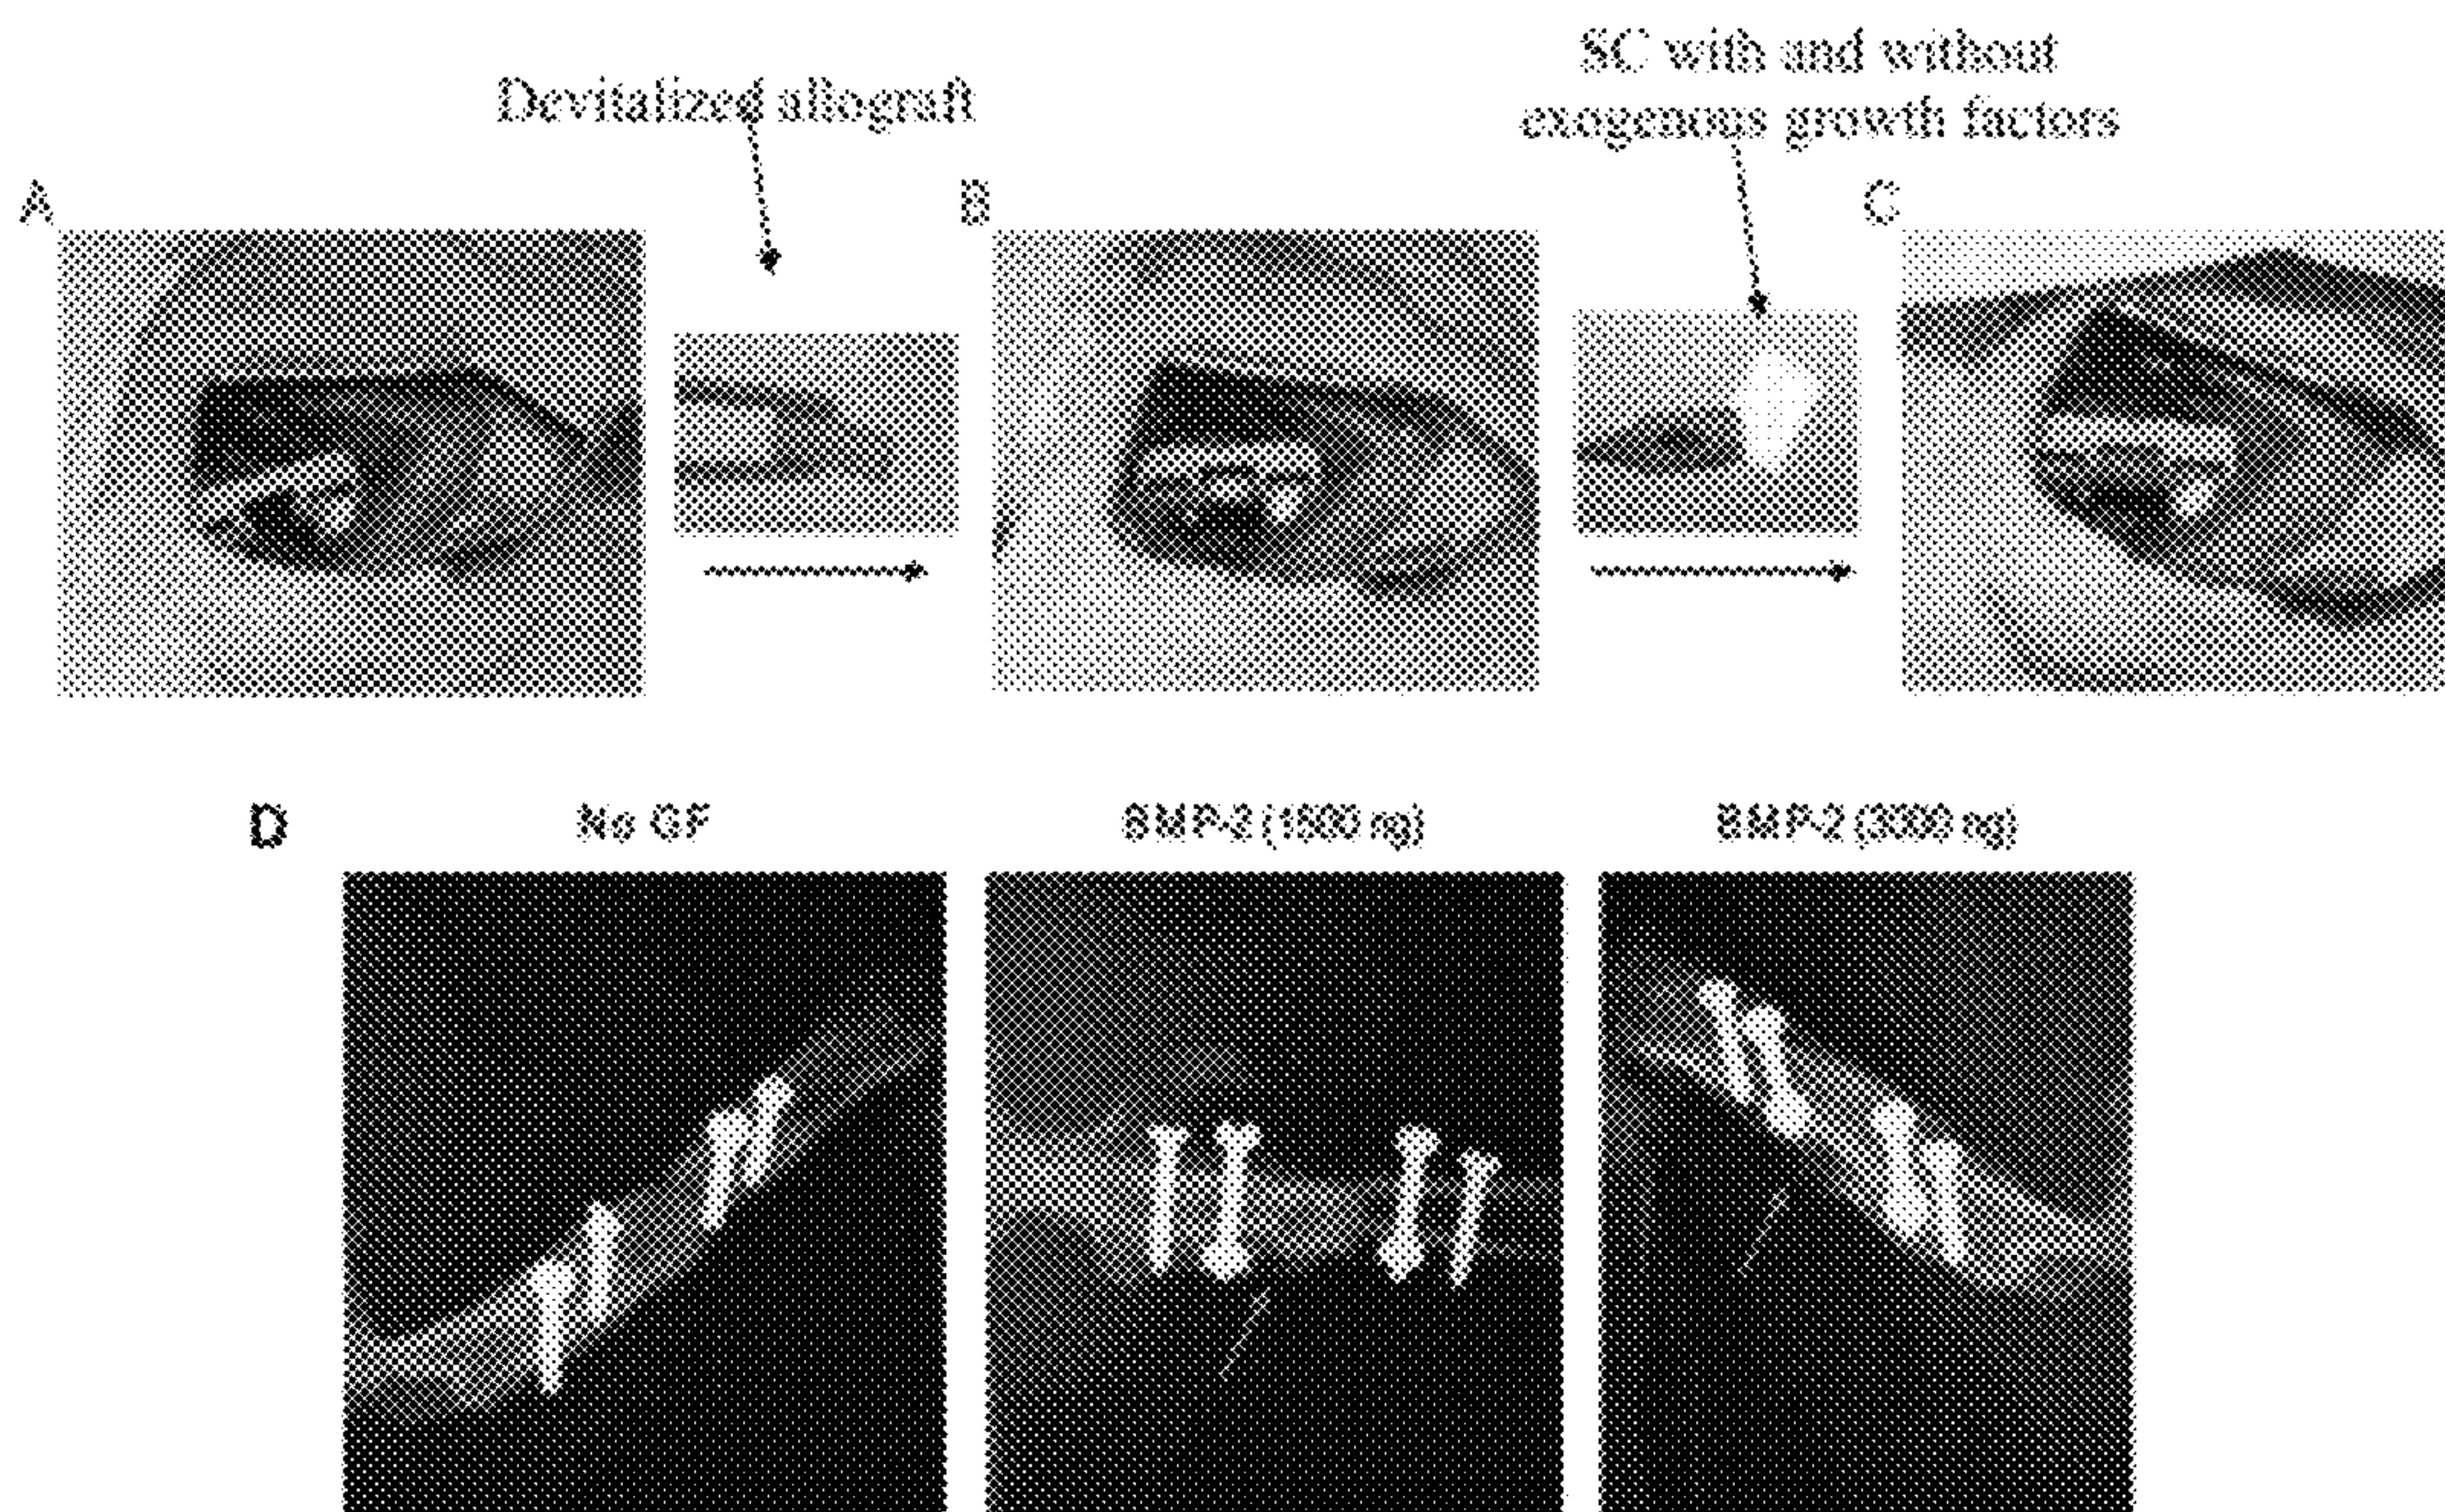 SC with and without
Devitalized allograft
exogenous growth factors
A
B
C
D
No GF
BMP-2 (1500 ng)
BMP-2 (3000 ng)